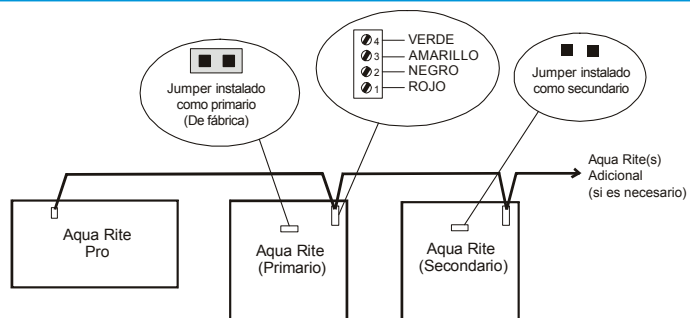 Jumper instalado
como primario
(De fábrica)
4 VERDE
3 AMARILLO
2 NEGRO
1 ROJO
Jumper instalado
como secundario
Aqua Rite(s)
Adicional
(si es necesario)
Aqua Rite
Pro
Aqua Rite
(Primario)
Aqua Rite
(Secondario)